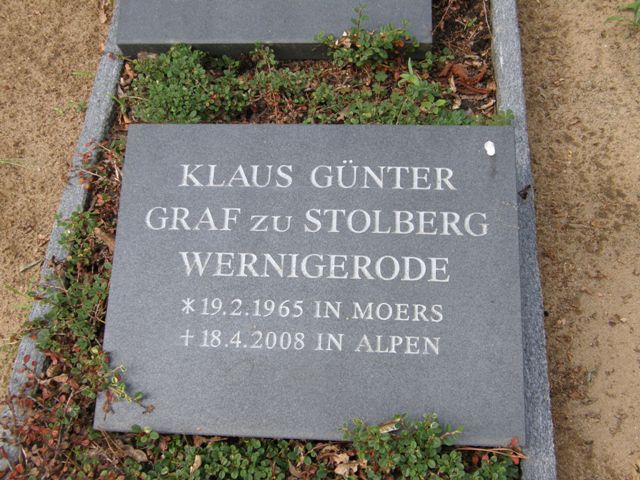 KLAUS GÜNTER
GRAF ZU STOLBERG
WERNIGERODE
*19.2.1965 IN MOERS
+18.4.2008 IN ALPEN